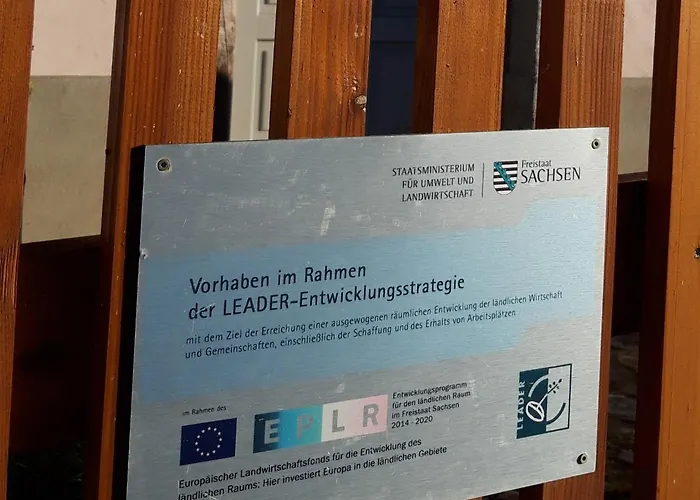 STAATSMINISTERIUM
FÜR UMWELT UND
LANDWIRTSCHAFT
Freistaat
SACHSEN
Vorhaben im Rahmen
der LEADER-Entwicklungsstrategie
mit dem Ziel der Erreichung einer ausgewogenen räumlichen Entwicklung der ländlichen Wirtschaft
und Gemeinschaften, einschließlich der Schaffung und des Erhalts von Arbeitsplätzen
im Rahmen des
EPLR
Entwicklungsprogramm
für den ländlichen Raum
im Freistaat Sachsen
2014 - 2020
LEADER
Europäischer Landwirtschaftsfonds für die Entwicklung des
ländlichen Raums: Hier investiert Europa in die ländlichen Gebiete